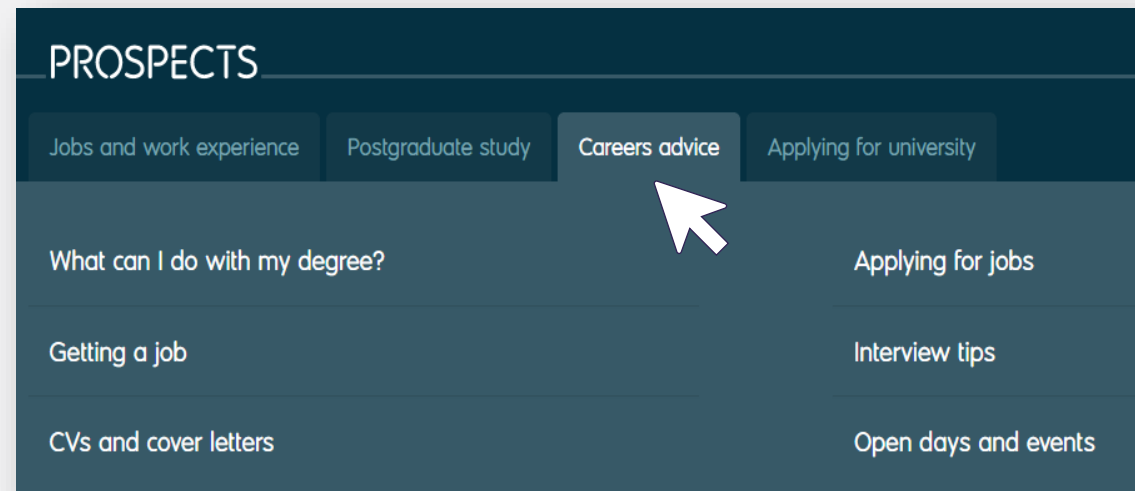 PROSPECTS
Jobs and work experience
Postgraduate study
Careers advice
Applying for university
What can I do with my degree?
Applying for jobs
Getting a job
Interview tips
CVs and cover letters
Open days and events